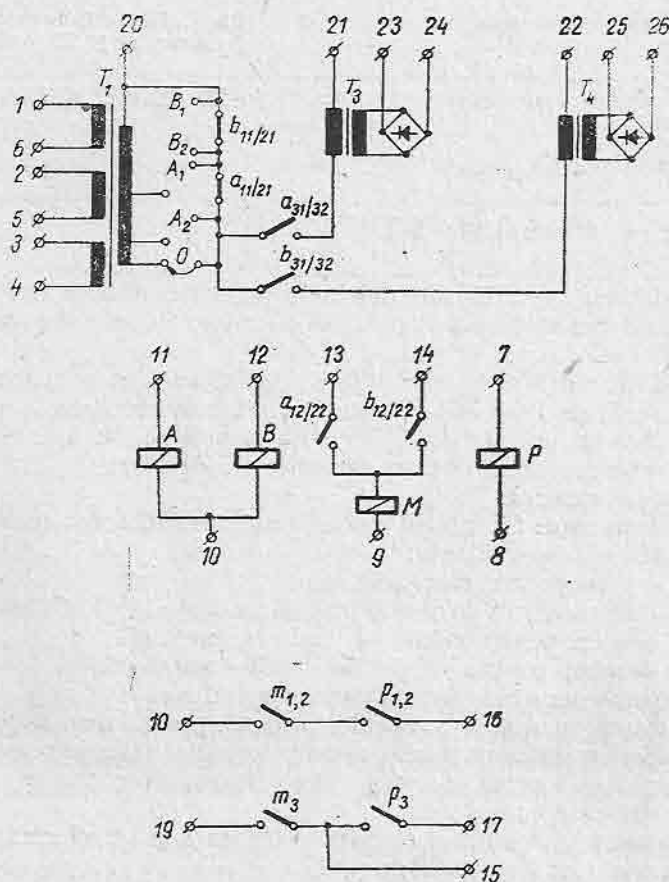 20 21 23 24 22 25 26
T1 T3 T4
1 B1
b11/21
6 B2
2 A1
a11/21
5 A2 a31/32
3 0 b31/32
4
11 12 13 14 7
a12/22 b12/22
A B P
M
10 9 8
m1,2 p1,2
10 16
m3 p3
19 17
15